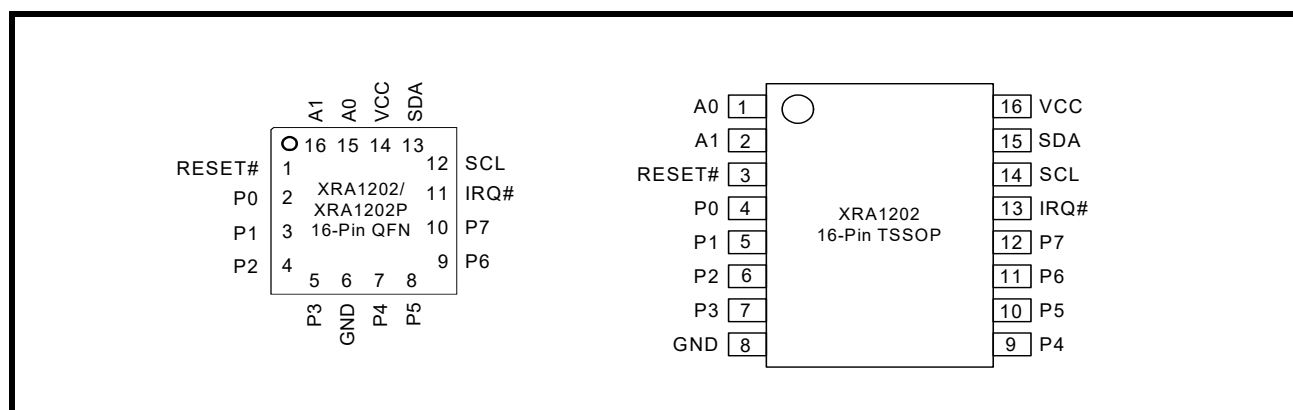 A1 A0 VCC SDA
16 15 14 13
RESET# 1
P0 2
P1 3
P2 4
XRA1202/
XRA1202P
16-Pin QFN
12 SCL
11 IRQ#
10 P7
9 P6
5 6 7 8
P3 GND P4 P5
A0 1
A1 2
RESET# 3
P0 4
P1 5
P2 6
P3 7
GND 8
XRA1202
16-Pin TSSOP
16 VCC
15 SDA
14 SCL
13 IRQ#
12 P7
11 P6
10 P5
9 P4